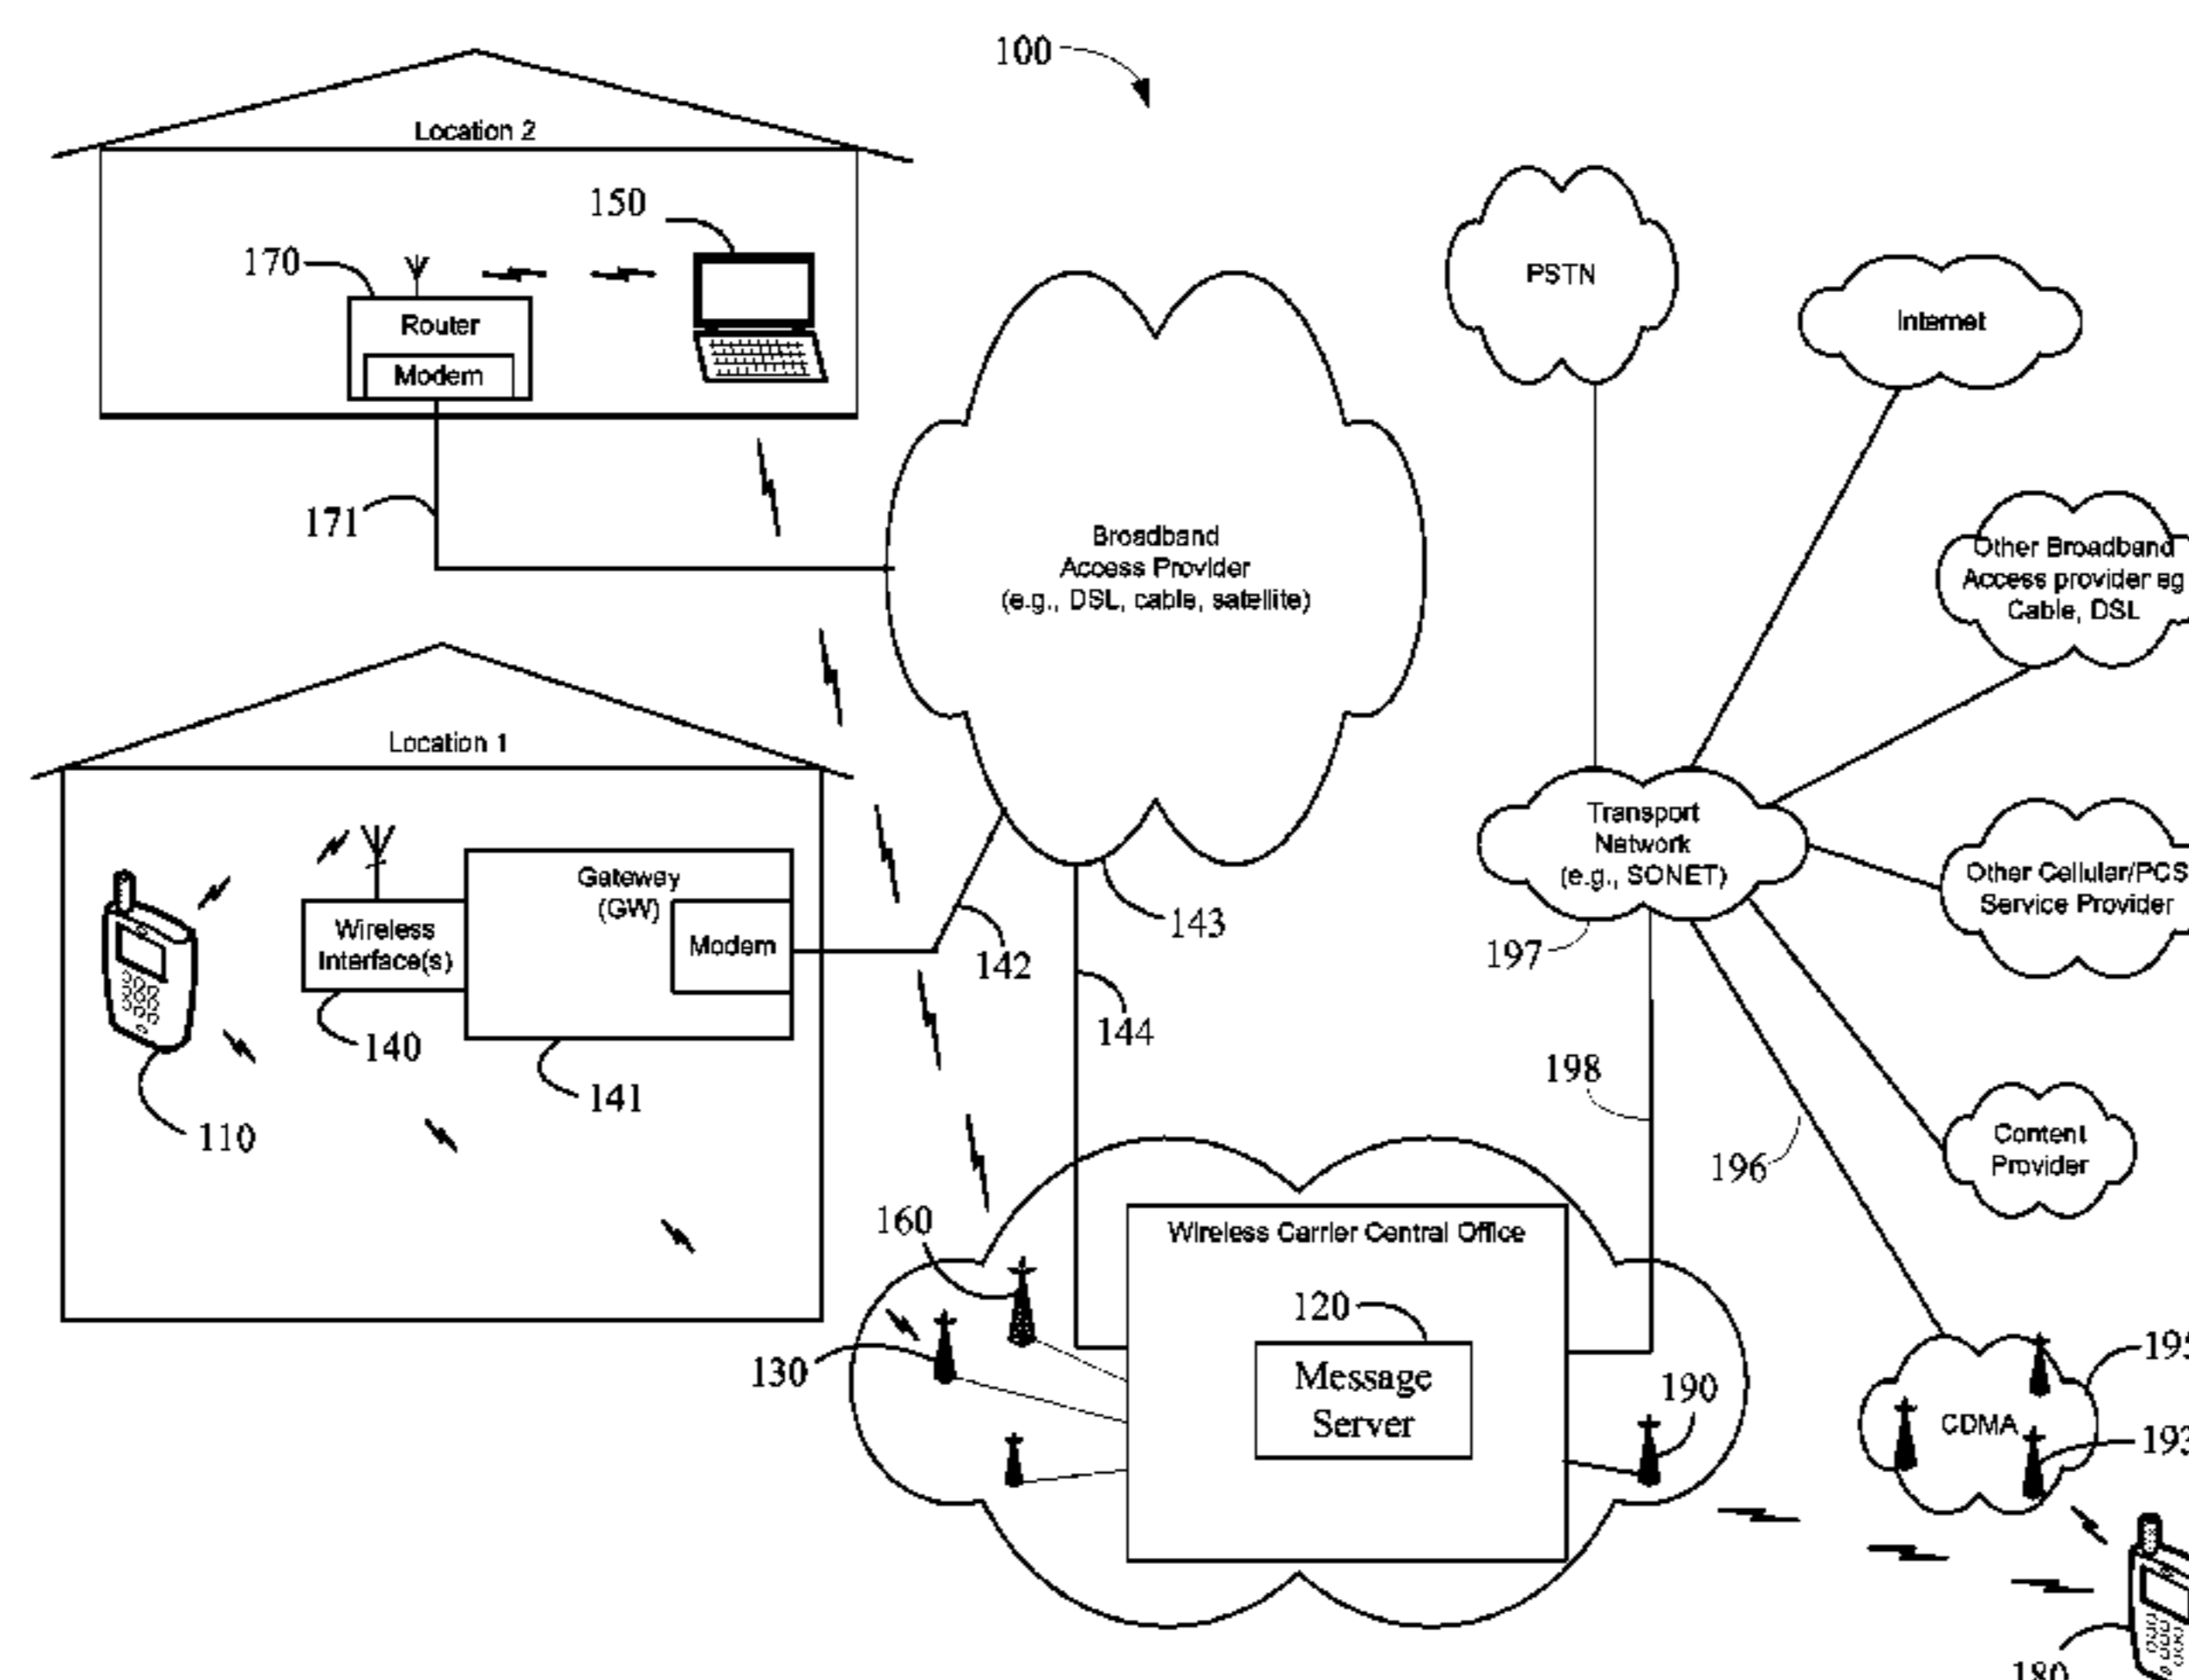 100
Location 2
150
170
Router
Modem
171
PSTN
Internet
Broadband
Access Provider
(e.g., DSL, cable, satellite)
Other Broadband
Access provider eg
Cable, DSL
Location 1
Transport
Network
(e.g., SONET)
197
Other Cellular/PCS
Service Provider
Gateway
(GW)
Wireless
Interface(s)
Modem
140
141
110
142
143
144
198
196
Content
Provider
160
Wireless Carrier Central Office
120
Message
Server
130
190
195
CDMA
193
180